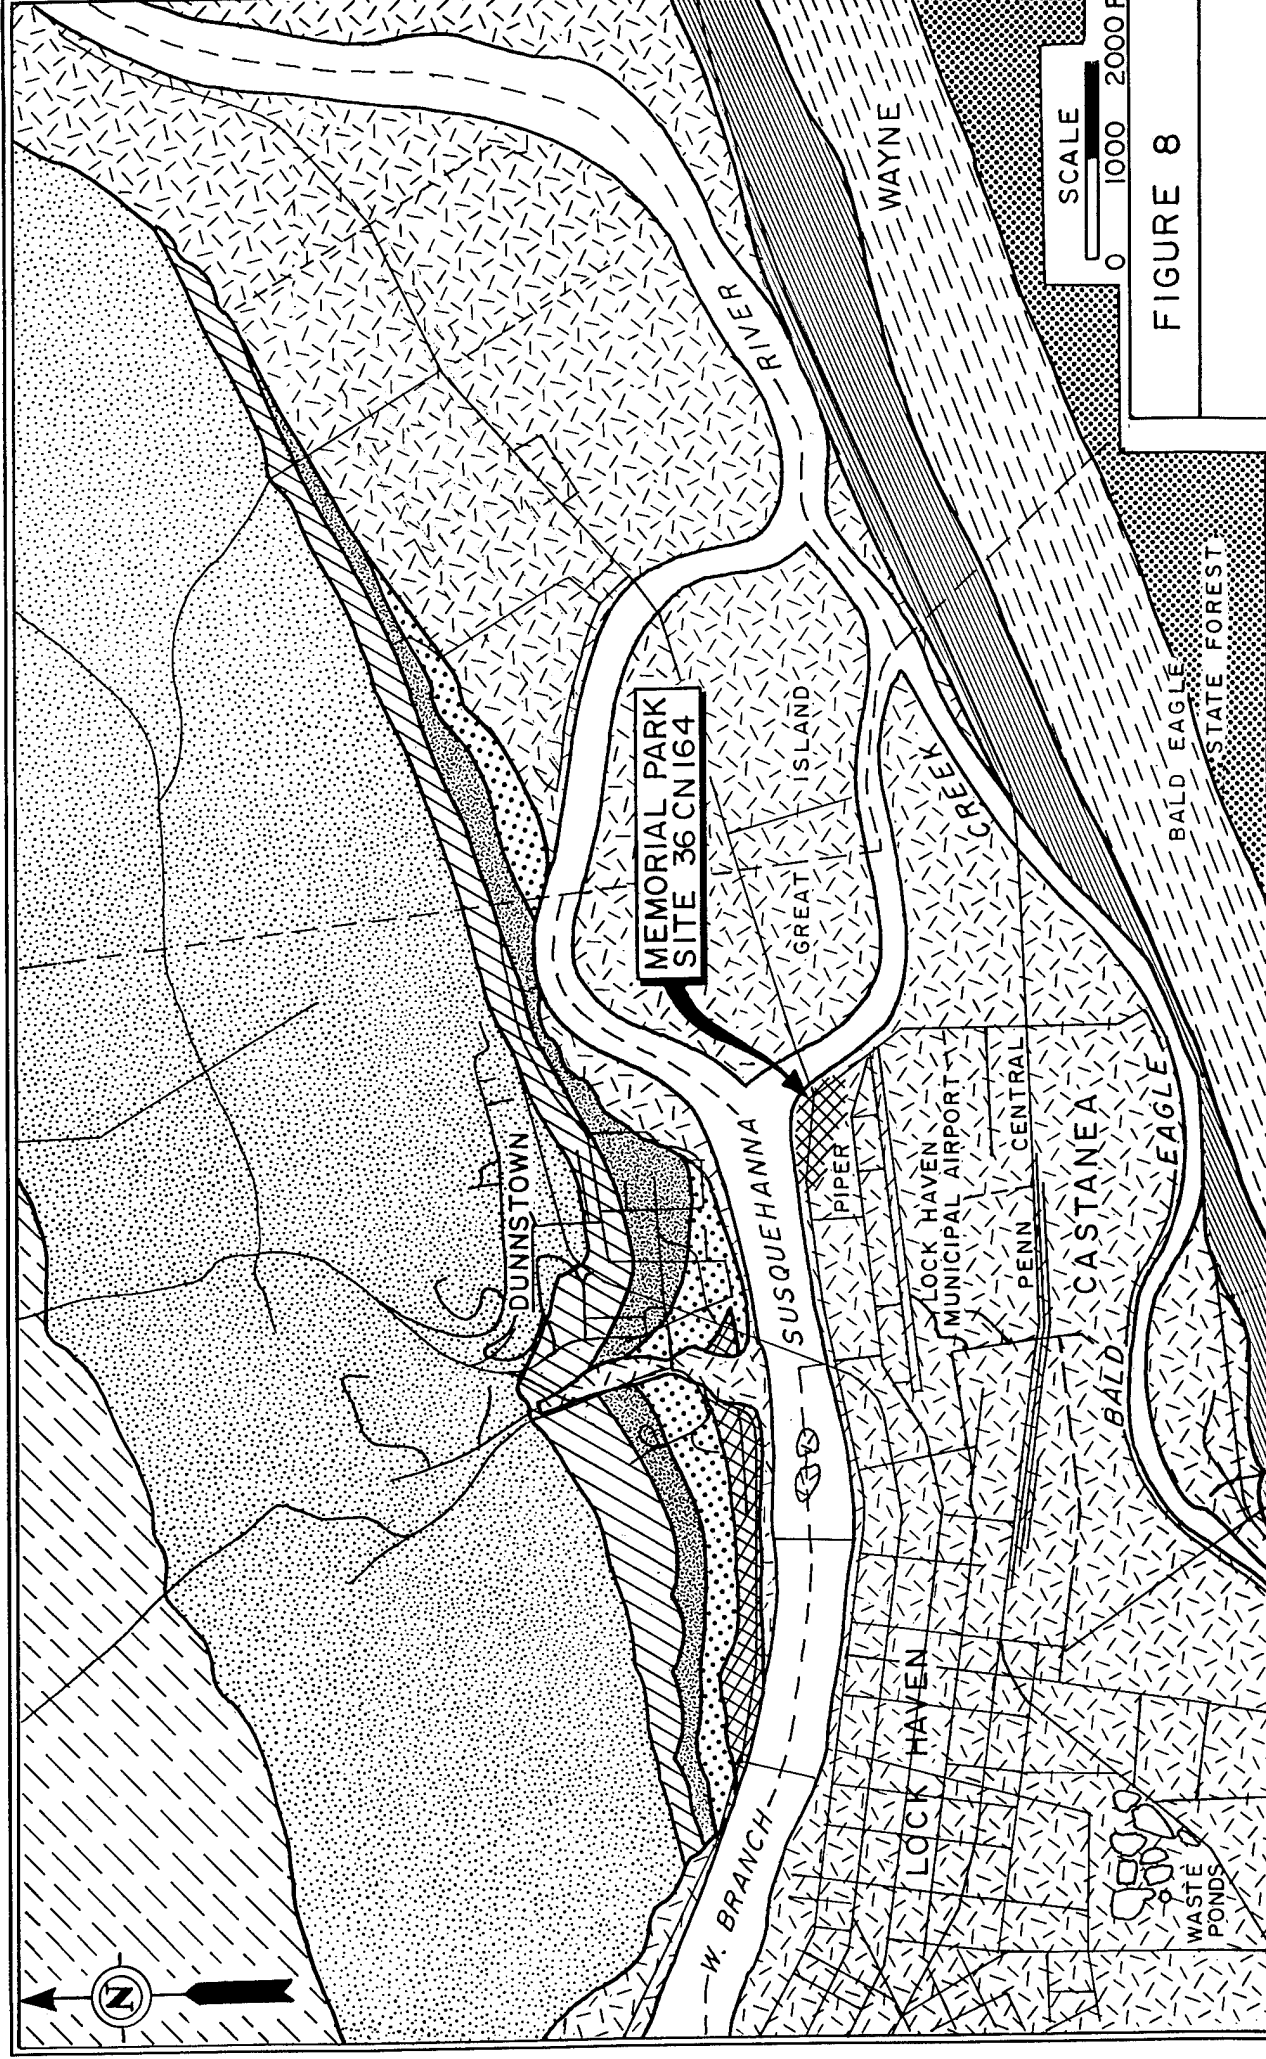 N
DUNNSTOWN
MEMORIAL PARK
SITE 36 CN 164
W. BRANCH
SUSQUEHANNA
RIVER
GREAT ISLAND
PIPER
LOCK HAVEN
MUNICIPAL AIRPORT
LOCK HAVEN
PENN CENTRAL
CASTANEA
BALD EAGLE
CREEK
WASTE
PONDS
WAYNE
BALD EAGLE
STATE FOREST
SCALE
0 1000 2000F
FIGURE 8